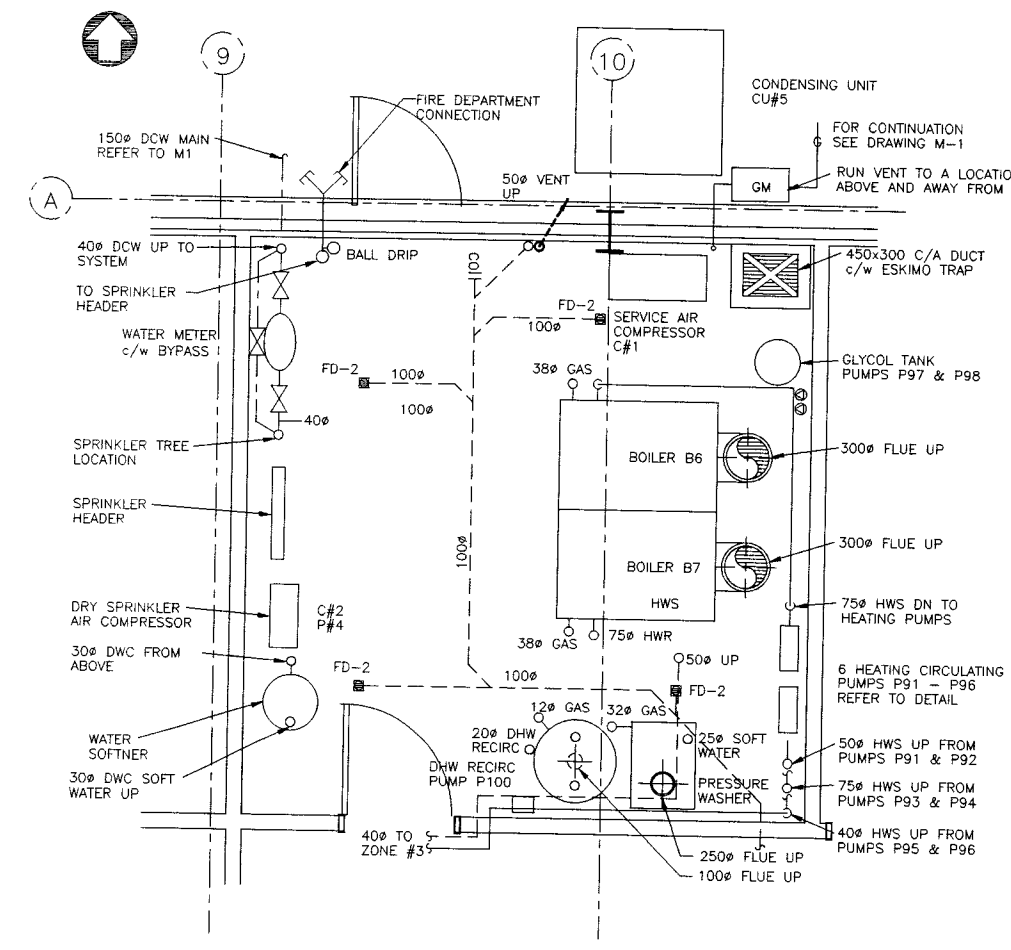 9
10
CONDENSING UNIT
CU#5
FIRE DEPARTMENT
CONNECTION
FOR CONTINUATION
SEE DRAWING M-1
G
150ø DCW MAIN
REFER TO M1
50ø VENT
UP
GM
RUN VENT TO A LOCATIO
ABOVE AND AWAY FROM
A
40ø DCW UP TO
SYSTEM
BALL DRIP
CO
450x300 C/A DUCT
c/w ESKIMO TRAP
TO SPRINKLER
HEADER
FD-2
100ø
SERVICE AIR
COMPRESSOR
C#1
WATER METER
c/w BYPASS
FD-2
100ø
100ø
38ø GAS
GLYCOL TANK
PUMPS P97 & P98
40ø
SPRINKLER TREE
LOCATION
BOILER B6
300ø FLUE UP
SPRINKLER
HEADER
100ø
BOILER B7
300ø FLUE UP
HWS
DRY SPRINKLER
AIR COMPRESSOR
C#2
P#4
75ø HWS DN TO
HEATING PUMPS
38ø GAS
75ø HWR
30ø DWC FROM
ABOVE
FD-2
100ø
50ø UP
FD-2
6 HEATING CIRCULATING
PUMPS P91 - P96
REFER TO DETAIL
12ø GAS
32ø GAS
20ø DHW
RECIRC
25ø SOFT
WATER
WATER
SOFTNER
DHW RECIRC
PUMP P100
PRESSURE
WASHER
50ø HWS UP FROM
PUMPS P91 & P92
30ø DWC SOFT
WATER UP
75ø HWS UP FROM
PUMPS P93 & P94
40ø TO
ZONE #3
40ø HWS UP FROM
PUMPS P95 & P96
250ø FLUE UP
100ø FLUE UP